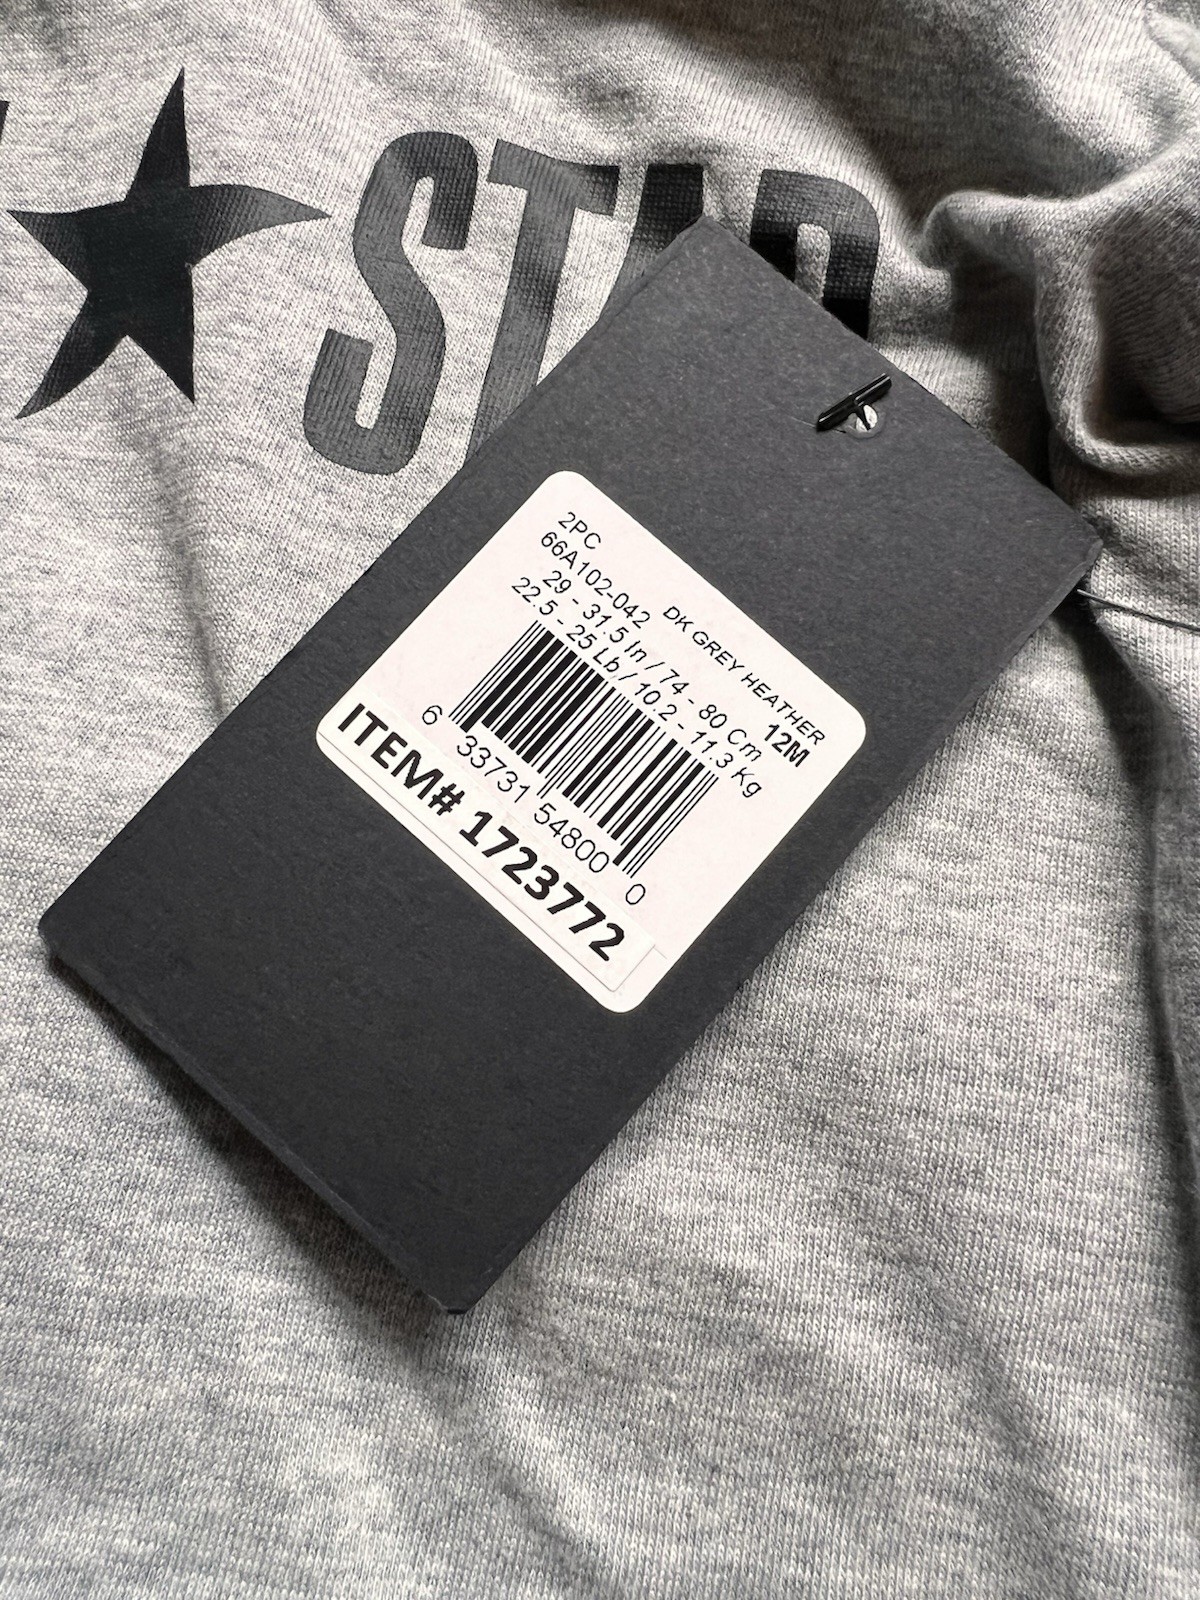 STAR
2PC
66A102-042 DK GREY HEATHER
29 - 31.5 In / 74 - 80 Cm 12M
22.5 - 25 Lb / 10.2 - 11.3 Kg
6 33731 54800 0
ITEM# 1723772